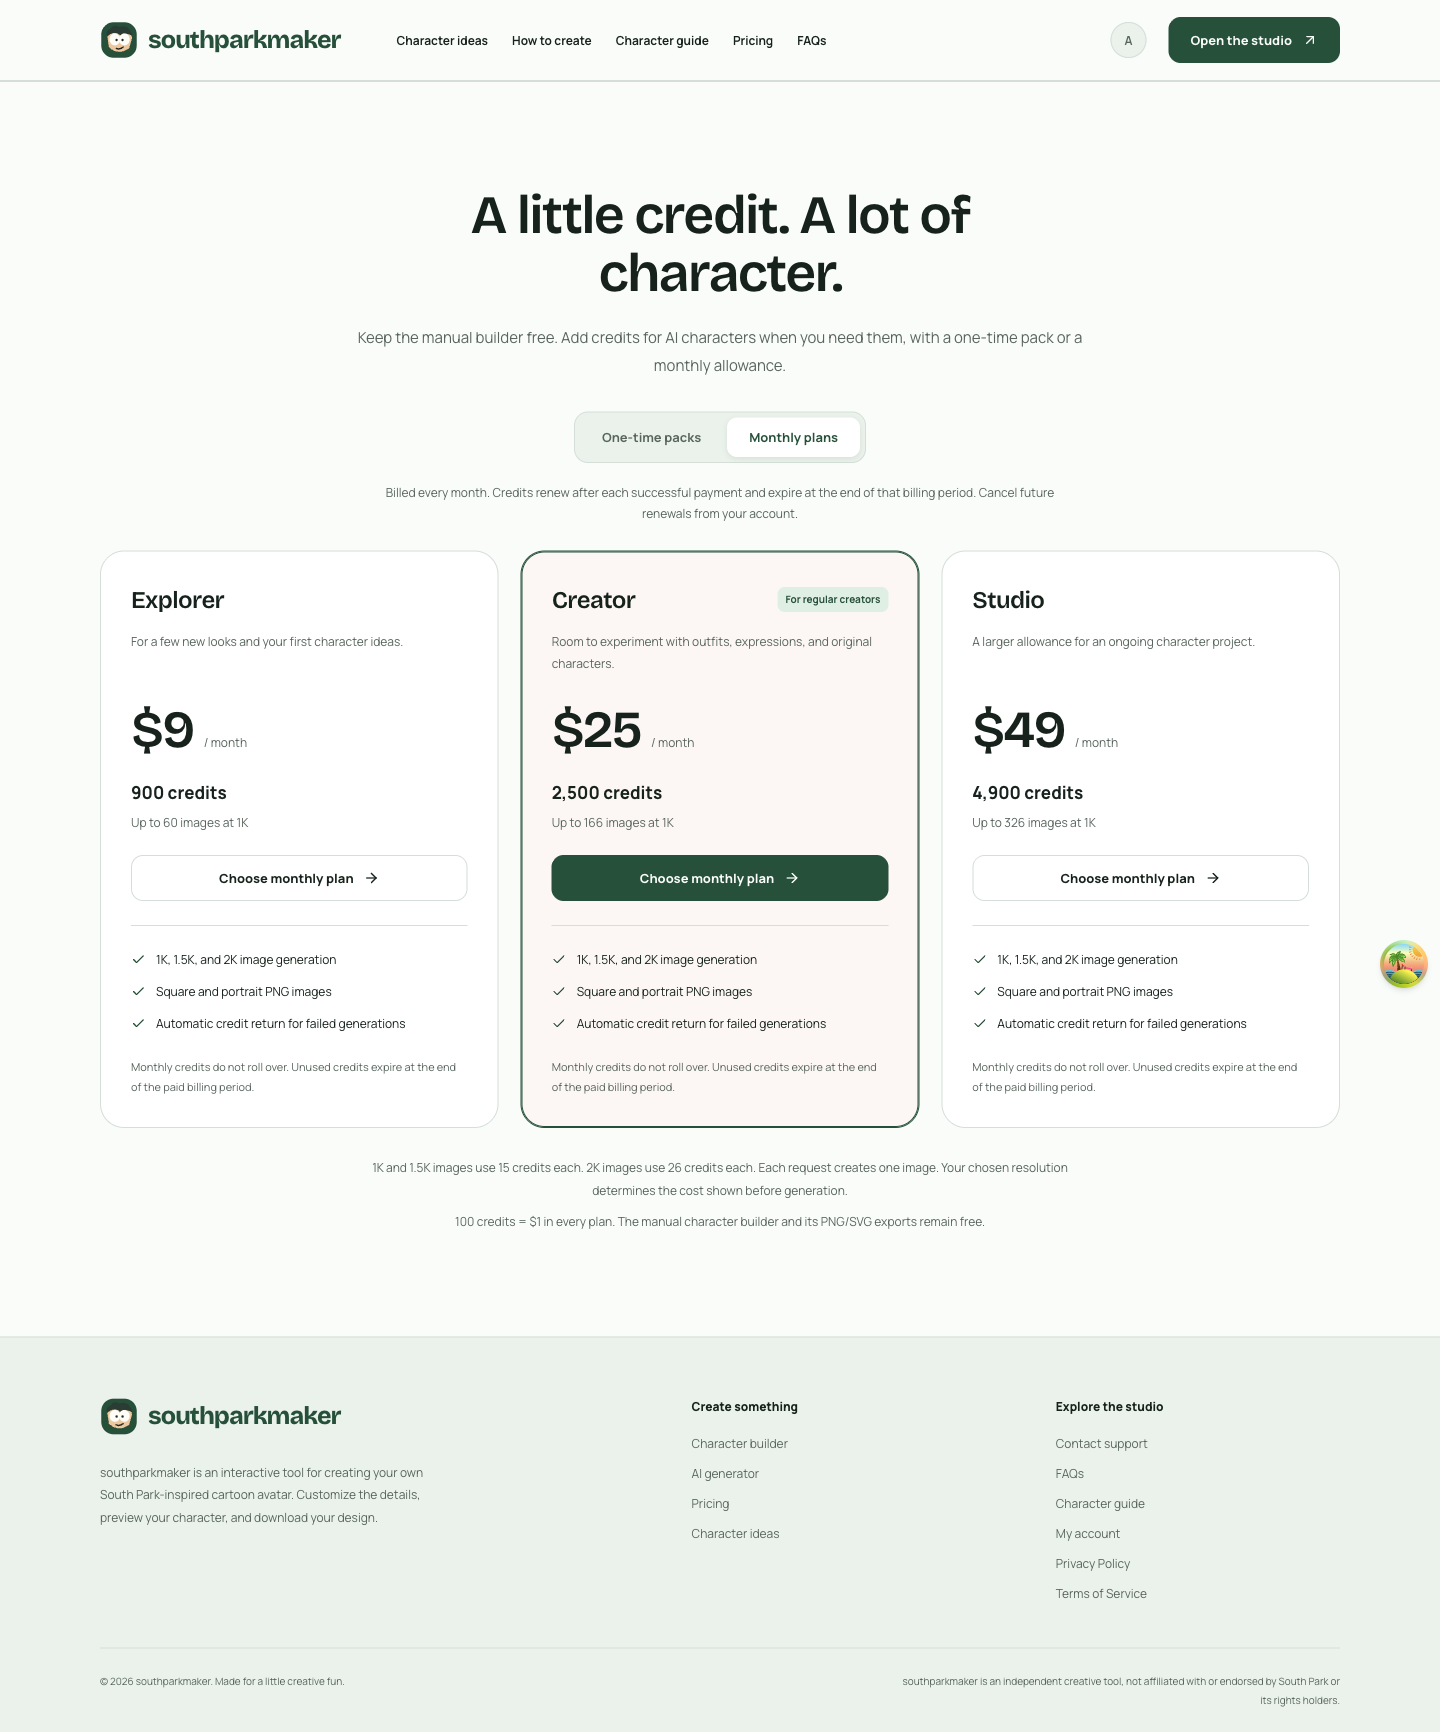 southparkmaker
Character ideas
How to create
Character guide
Pricing
FAQs
A
Open the studio
A little credit. A lot of
character.
Keep the manual builder free. Add credits for AI characters when you need them, with a one-time pack or a
monthly allowance.
One-time packs
Monthly plans
Billed every month. Credits renew after each successful payment and expire at the end of that billing period. Cancel future
renewals from your account.
Explorer
For a few new looks and your first character ideas.
$9 / month
900 credits
Up to 60 images at 1K
Choose monthly plan
1K, 1.5K, and 2K image generation
Square and portrait PNG images
Automatic credit return for failed generations
Monthly credits do not roll over. Unused credits expire at the end
of the paid billing period.
Creator
For regular creators
Room to experiment with outfits, expressions, and original
characters.
$25 / month
2,500 credits
Up to 166 images at 1K
Choose monthly plan
1K, 1.5K, and 2K image generation
Square and portrait PNG images
Automatic credit return for failed generations
Monthly credits do not roll over. Unused credits expire at the end
of the paid billing period.
Studio
A larger allowance for an ongoing character project.
$49 / month
4,900 credits
Up to 326 images at 1K
Choose monthly plan
1K, 1.5K, and 2K image generation
Square and portrait PNG images
Automatic credit return for failed generations
Monthly credits do not roll over. Unused credits expire at the end
of the paid billing period.
1K and 1.5K images use 15 credits each. 2K images use 26 credits each. Each request creates one image. Your chosen resolution
determines the cost shown before generation.
100 credits = $1 in every plan. The manual character builder and its PNG/SVG exports remain free.
southparkmaker
southparkmaker is an interactive tool for creating your own
South Park-inspired cartoon avatar. Customize the details,
preview your character, and download your design.
Create something
Character builder
AI generator
Pricing
Character ideas
Explore the studio
Contact support
FAQs
Character guide
My account
Privacy Policy
Terms of Service
© 2026 southparkmaker. Made for a little creative fun.
southparkmaker is an independent creative tool, not affiliated with or endorsed by South Park or
its rights holders.